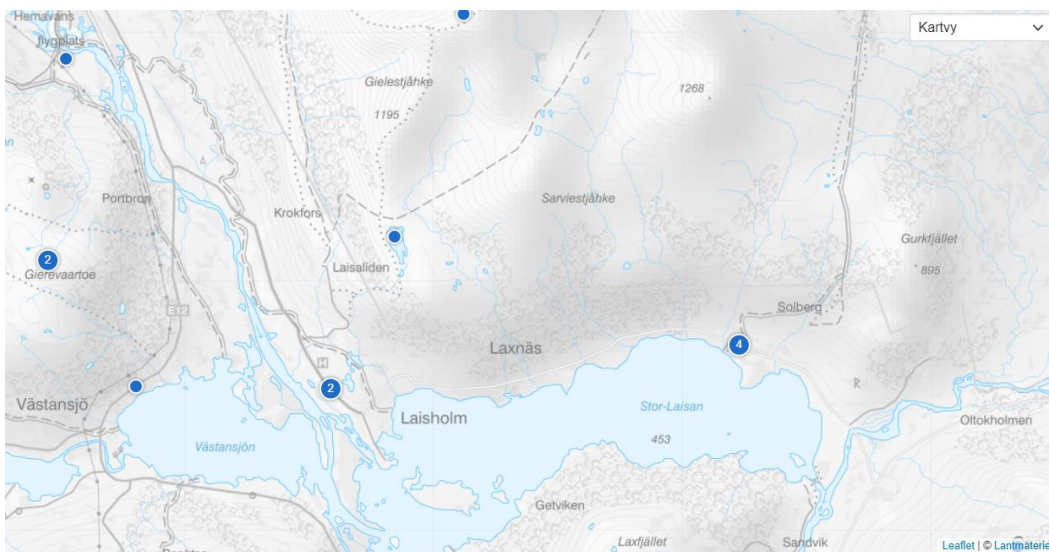 Hemavans
flygplats
Kartvy
Gielestjåhke
1195
1268
Portbron
Krokfors
Sarviestjåhke
Gurkfjället
895
2
Gierevaartoe
Laisaliden
E12
Solberg
4
Laxnäs
H
2
R
Västansjö
Laisholm
Stor-Laisan
453
Oltokholmen
Västansjön
Getviken
Laxfjället
Sandvik
Leaflet | © Lantmäterie